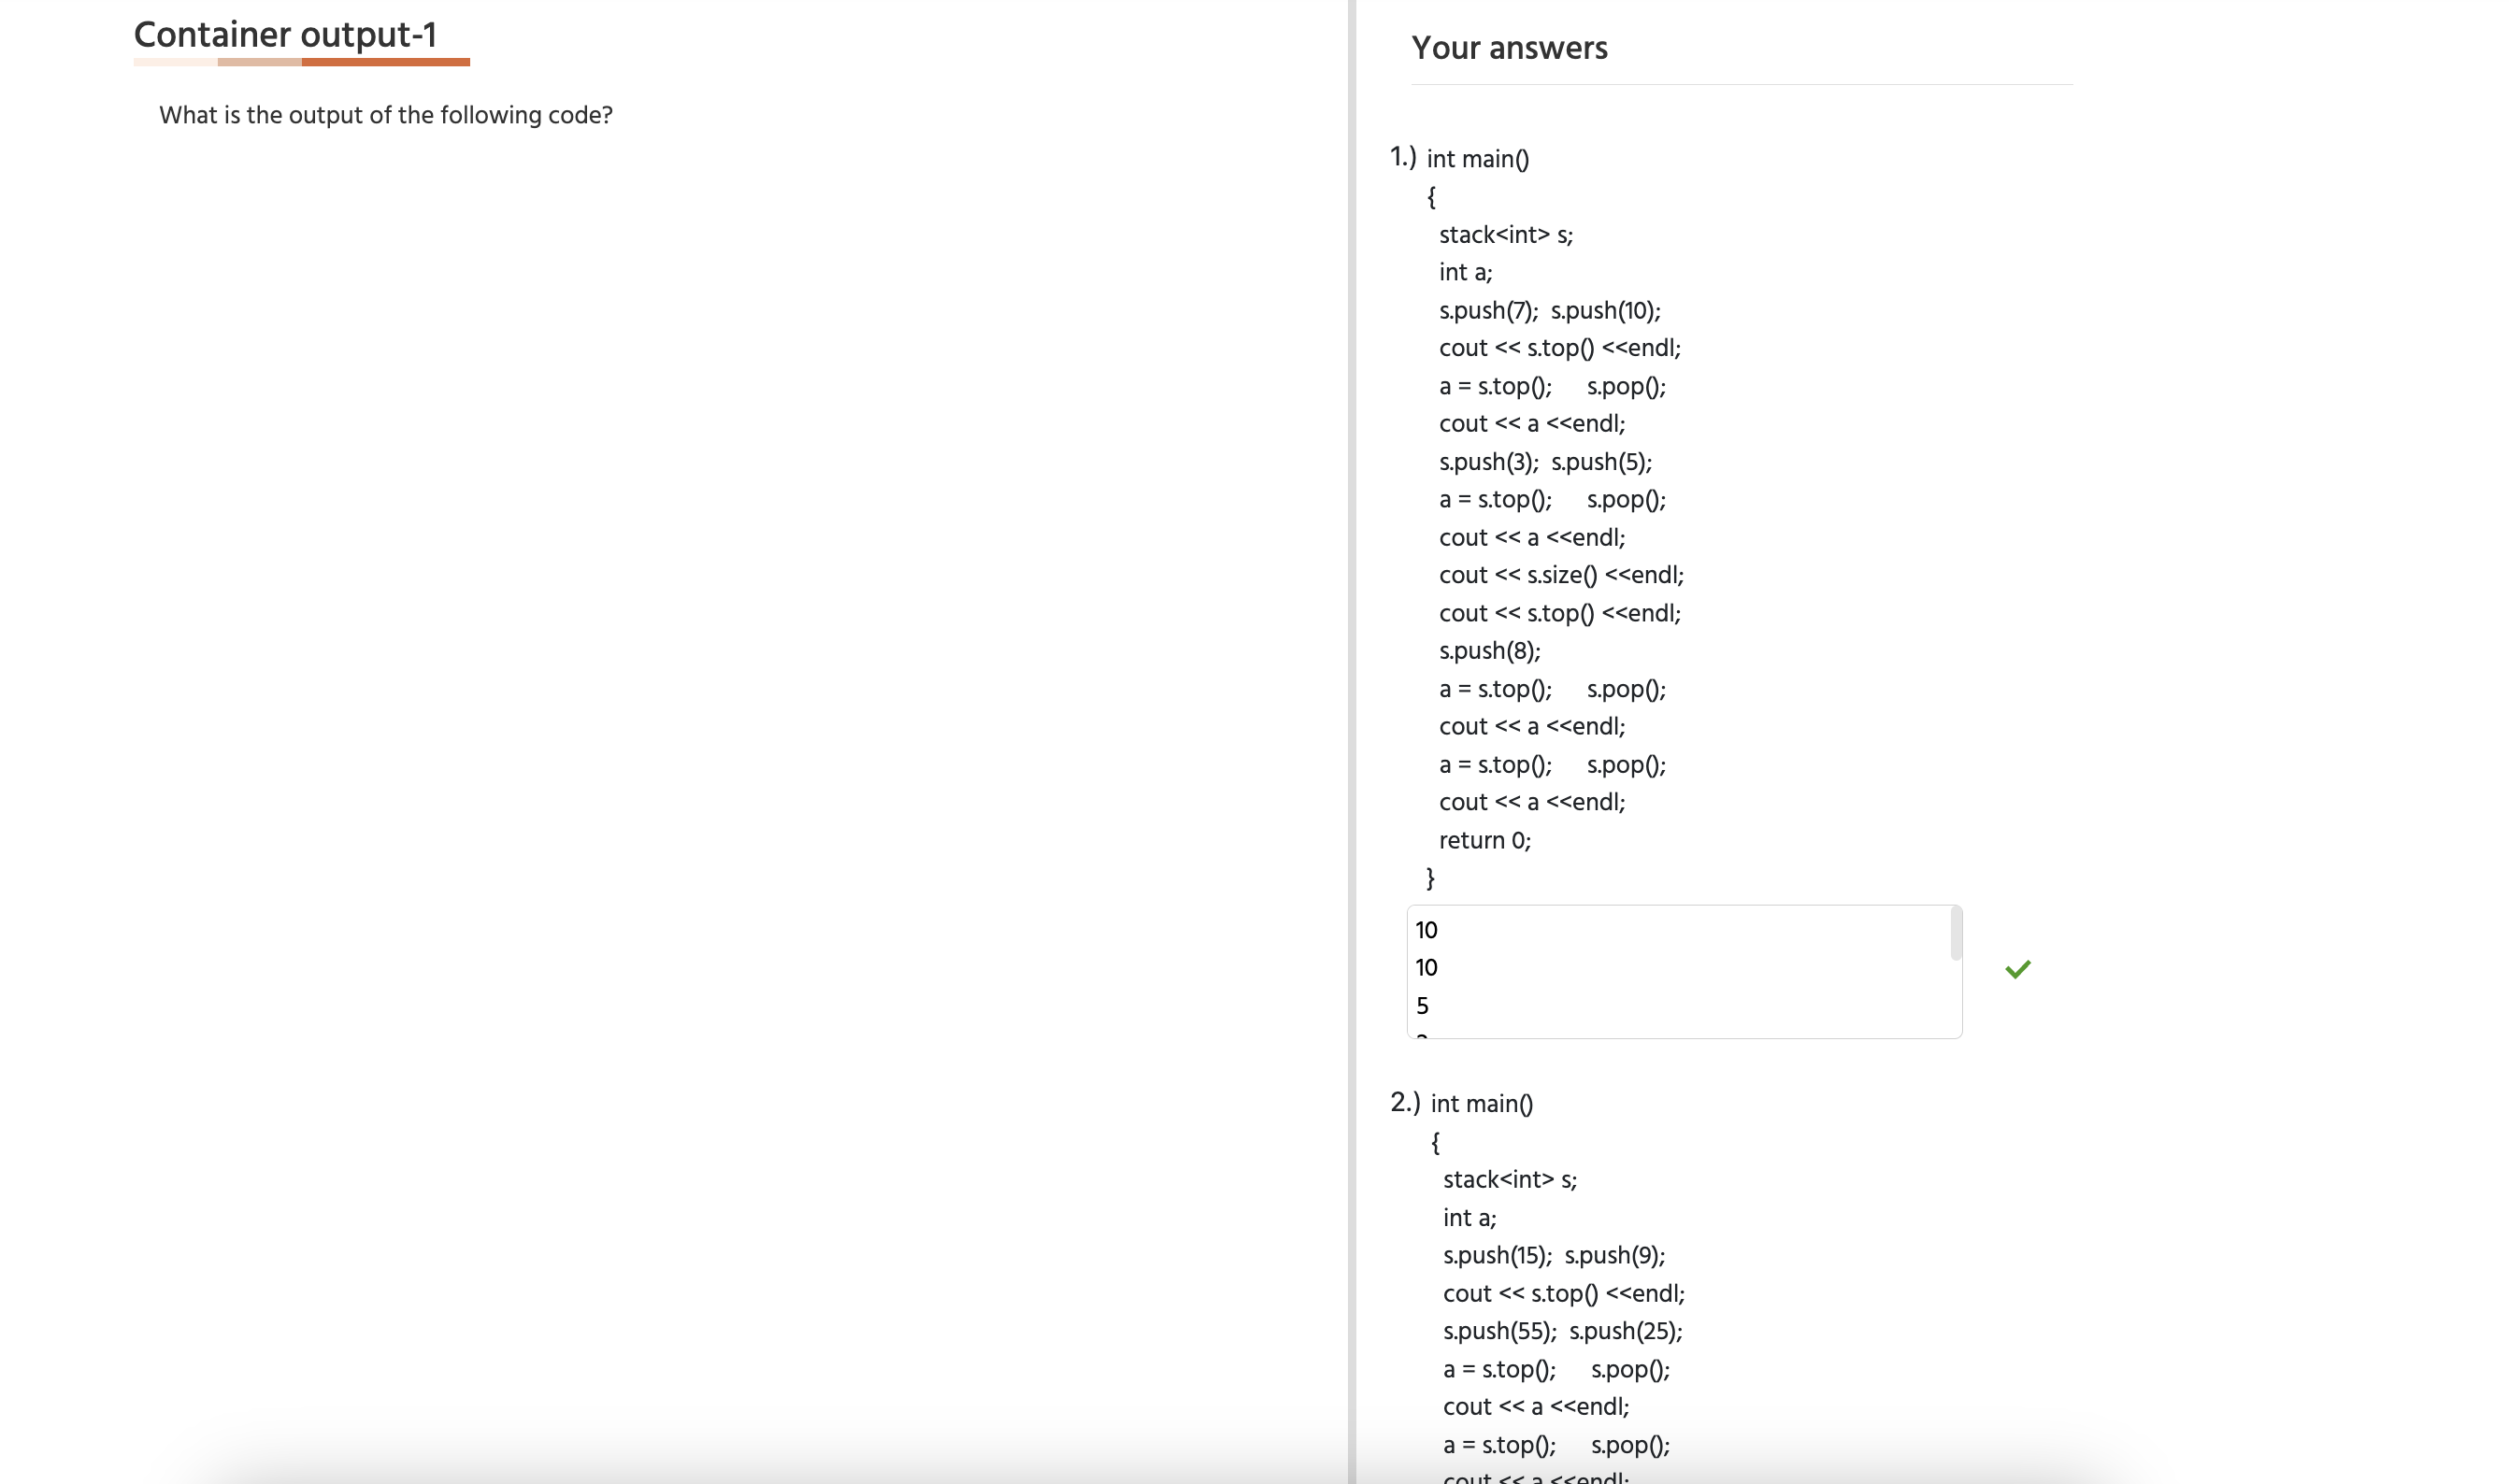 Container output-1
What is the output of the following code?
Your answers
1.) int main()
{
stack<int> s;
int a;
s.push(7);  s.push(10);
cout << s.top() <<endl;
a = s.top();     s.pop();
cout << a <<endl;
s.push(3);  s.push(5);
a = s.top();     s.pop();
cout << a <<endl;
cout << s.size() <<endl;
cout << s.top() <<endl;
s.push(8);
a = s.top();     s.pop();
cout << a <<endl;
a = s.top();     s.pop();
cout << a <<endl;
return 0;
}
10
10
5
2.) int main()
{
stack<int> s;
int a;
s.push(15);  s.push(9);
cout << s.top() <<endl;
s.push(55);  s.push(25);
a = s.top();     s.pop();
cout << a <<endl;
a = s.top();     s.pop();
cout << a <<endl;